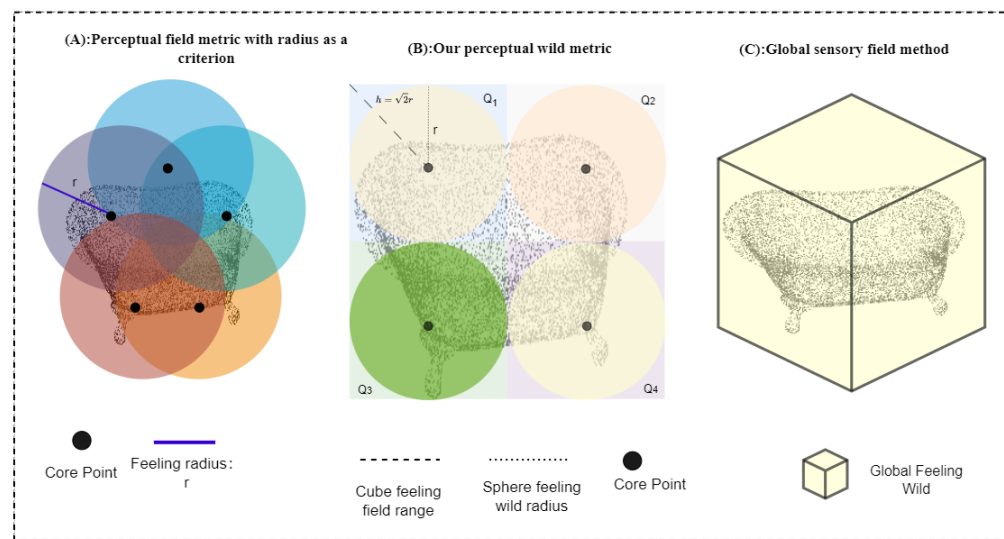 (A):Perceptual field metric with radius as a
criterion
(B):Our perceptual wild metric
(C):Global sensory field method
r
h = √2r
r
Q1
Q2
Q3
Q4
Core Point
Feeling radius:
r
Cube feeling
field range
Sphere feeling
wild radius
Core Point
Global Feeling
Wild